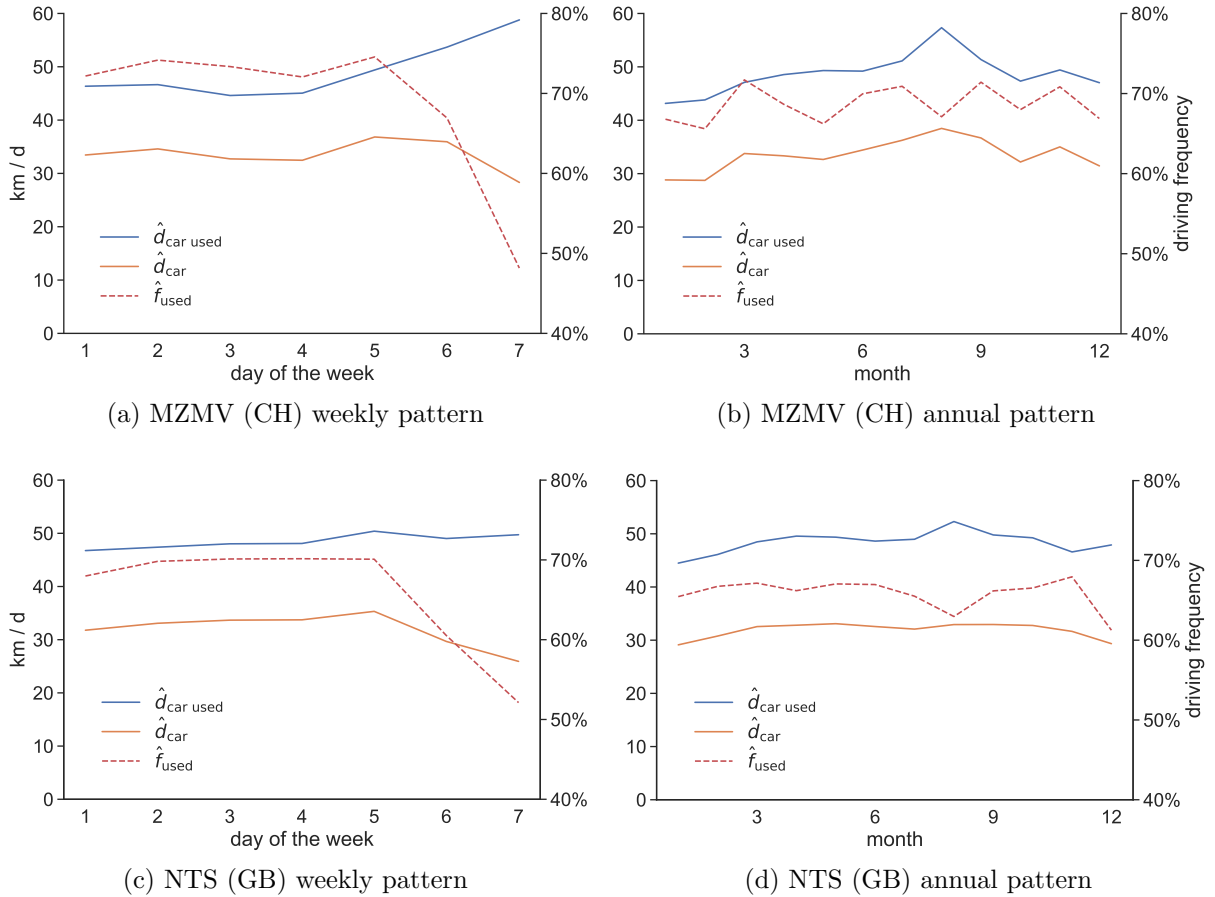 60
50
40
30
20
10
0
km / d
80%
70%
60%
50%
40%
d̂car used
d̂car
f̂used
1 2 3 4 5 6 7
day of the week
(a) MZMV (CH) weekly pattern
60
50
40
30
20
10
0
80%
70%
60%
50%
40%
driving frequency
d̂car used
d̂car
f̂used
3 6 9 12
month
(b) MZMV (CH) annual pattern
60
50
40
30
20
10
0
km / d
80%
70%
60%
50%
40%
d̂car used
d̂car
f̂used
1 2 3 4 5 6 7
day of the week
(c) NTS (GB) weekly pattern
60
50
40
30
20
10
0
80%
70%
60%
50%
40%
driving frequency
d̂car used
d̂car
f̂used
3 6 9 12
month
(d) NTS (GB) annual pattern